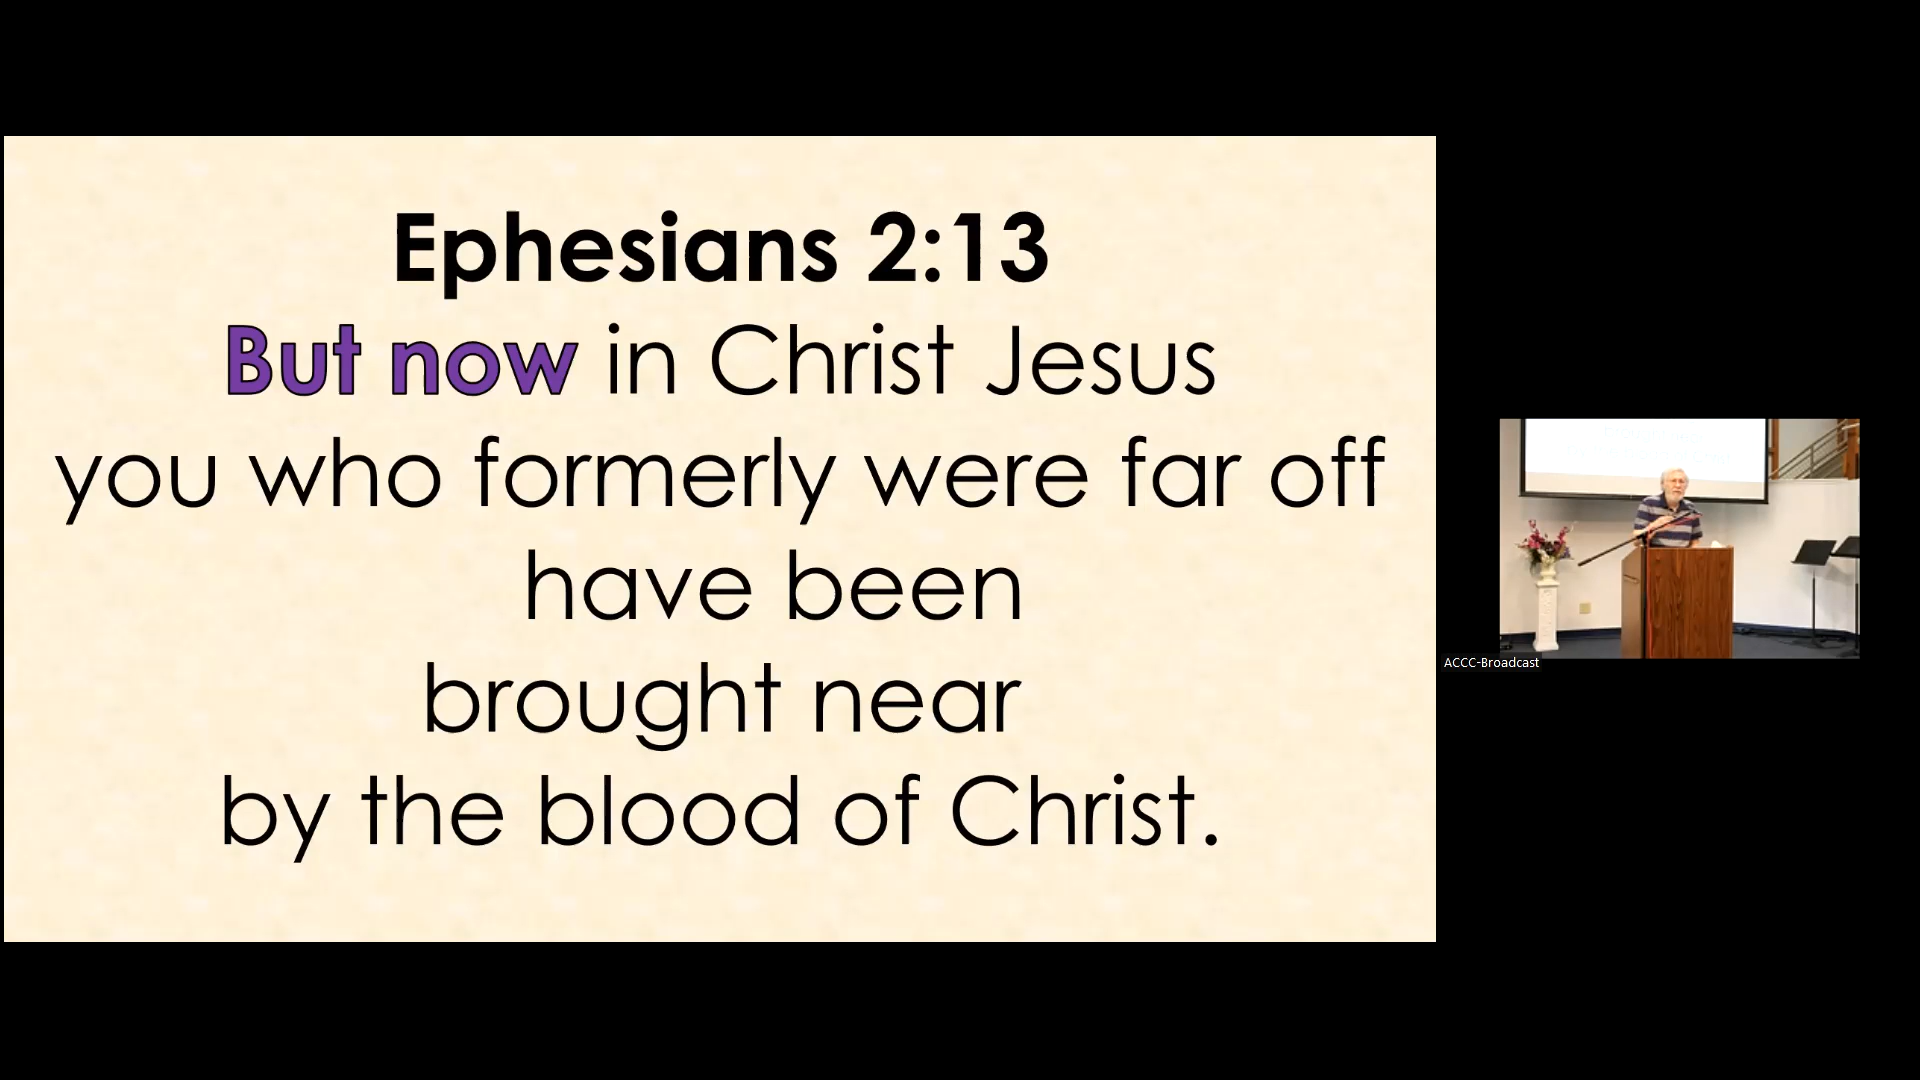 Ephesians 2:13
But now in Christ Jesus
you who formerly were far off
have been
brought near
by the blood of Christ.
ACCC-Broadcast